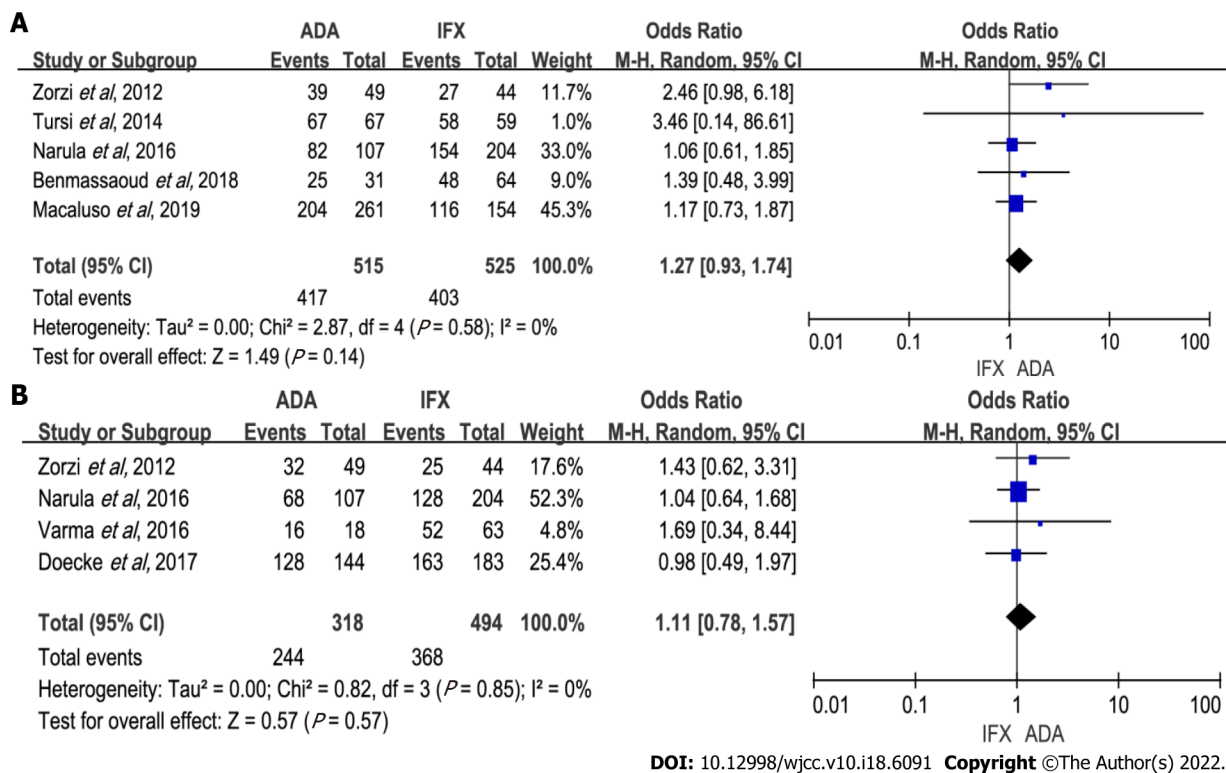 A
ADA IFX Odds Ratio Odds Ratio
Study or Subgroup Events Total Events Total Weight M-H, Random, 95% CI M-H, Random, 95% CI
Zorzi et al, 2012 39 49 27 44 11.7% 2.46 [0.98, 6.18]
Tursi et al, 2014 67 67 58 59 1.0% 3.46 [0.14, 86.61]
Narula et al, 2016 82 107 154 204 33.0% 1.06 [0.61, 1.85]
Benmassaoud et al, 2018 25 31 48 64 9.0% 1.39 [0.48, 3.99]
Macaluso et al, 2019 204 261 116 154 45.3% 1.17 [0.73, 1.87]
Total (95% CI) 515 525 100.0% 1.27 [0.93, 1.74]
Total events 417 403
Heterogeneity: Tau² = 0.00; Chi² = 2.87, df = 4 (P = 0.58); I² = 0%
Test for overall effect: Z = 1.49 (P = 0.14)
0.01 0.1 1 10 100
IFX ADA
B
ADA IFX Odds Ratio Odds Ratio
Study or Subgroup Events Total Events Total Weight M-H, Random, 95% CI M-H, Random, 95% CI
Zorzi et al, 2012 32 49 25 44 17.6% 1.43 [0.62, 3.31]
Narula et al, 2016 68 107 128 204 52.3% 1.04 [0.64, 1.68]
Varma et al, 2016 16 18 52 63 4.8% 1.69 [0.34, 8.44]
Doecke et al, 2017 128 144 163 183 25.4% 0.98 [0.49, 1.97]
Total (95% CI) 318 494 100.0% 1.11 [0.78, 1.57]
Total events 244 368
Heterogeneity: Tau² = 0.00; Chi² = 0.82, df = 3 (P = 0.85); I² = 0%
Test for overall effect: Z = 0.57 (P = 0.57)
0.01 0.1 1 10 100
IFX ADA
DOI: 10.12998/wjcc.v10.i18.6091 Copyright ©The Author(s) 2022.